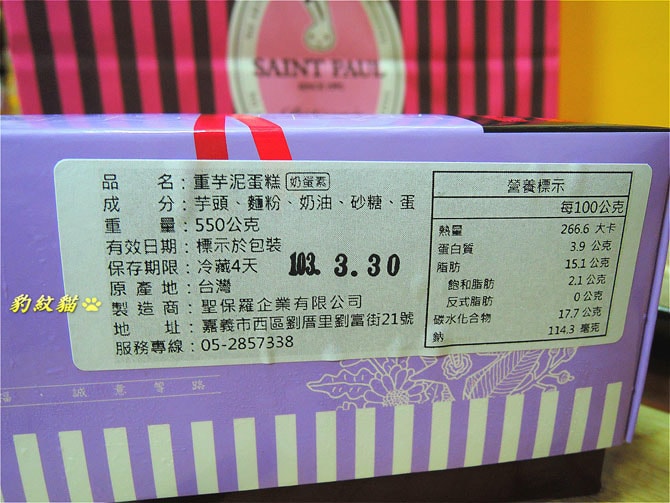 SAINT PAUL
品　　名：重芋泥蛋糕 奶蛋素
成　　分：芋頭、麵粉、奶油、砂糖、蛋
重　　量：550公克
有效日期：標示於包裝
保存期限：冷藏4天
103. 3.30
原 產 地：台灣
製 造 商：聖保羅企業有限公司
地　　址：嘉義市西區劉厝里劉富街21號
服務專線：05-2857338
營養標示
每100公克
熱量 266.6 大卡
蛋白質 3.9 公克
脂肪 15.1 公克
飽和脂肪 2.1 公克
反式脂肪 0 公克
碳水化合物 17.7 公克
鈉 114.3 毫克
豹紋貓